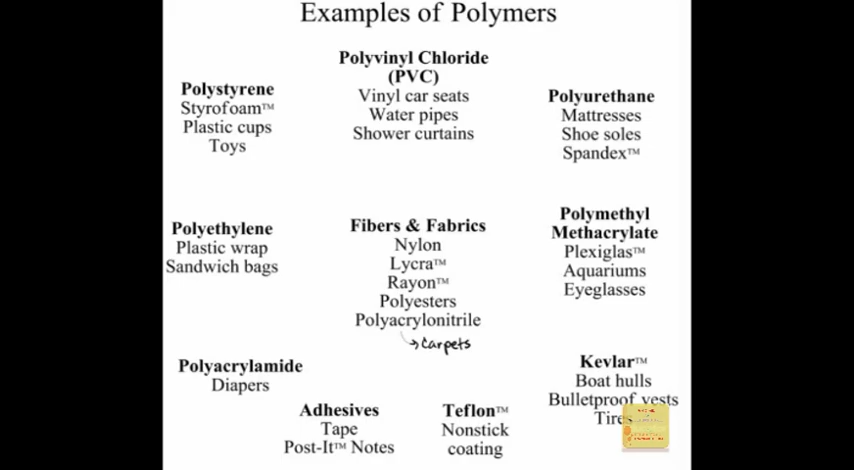 Examples of Polymers
Polystyrene
Styrofoam™
Plastic cups
Toys
Polyvinyl Chloride
(PVC)
Vinyl car seats
Water pipes
Shower curtains
Polyurethane
Mattresses
Shoe soles
Spandex™
Polyethylene
Plastic wrap
Sandwich bags
Fibers & Fabrics
Nylon
Lycra™
Rayon™
Polyesters
Polyacrylonitrile
Carpets
Polymethyl
Methacrylate
Plexiglas™
Aquariums
Eyeglasses
Polyacrylamide
Diapers
Adhesives
Tape
Post-It™ Notes
Teflon™
Nonstick
coating
Kevlar™
Boat hulls
Bulletproof vests
Tires